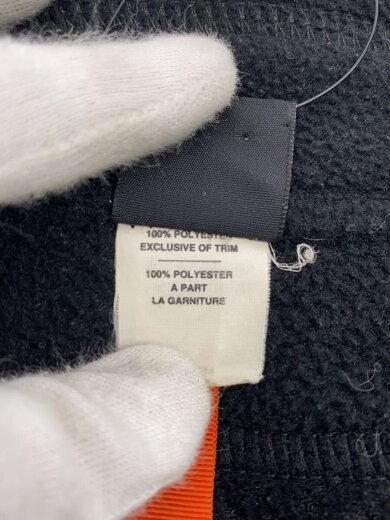 100% POLYESTER
EXCLUSIVE OF TRIM
100% POLYESTER
A PART
LA GARNITURE